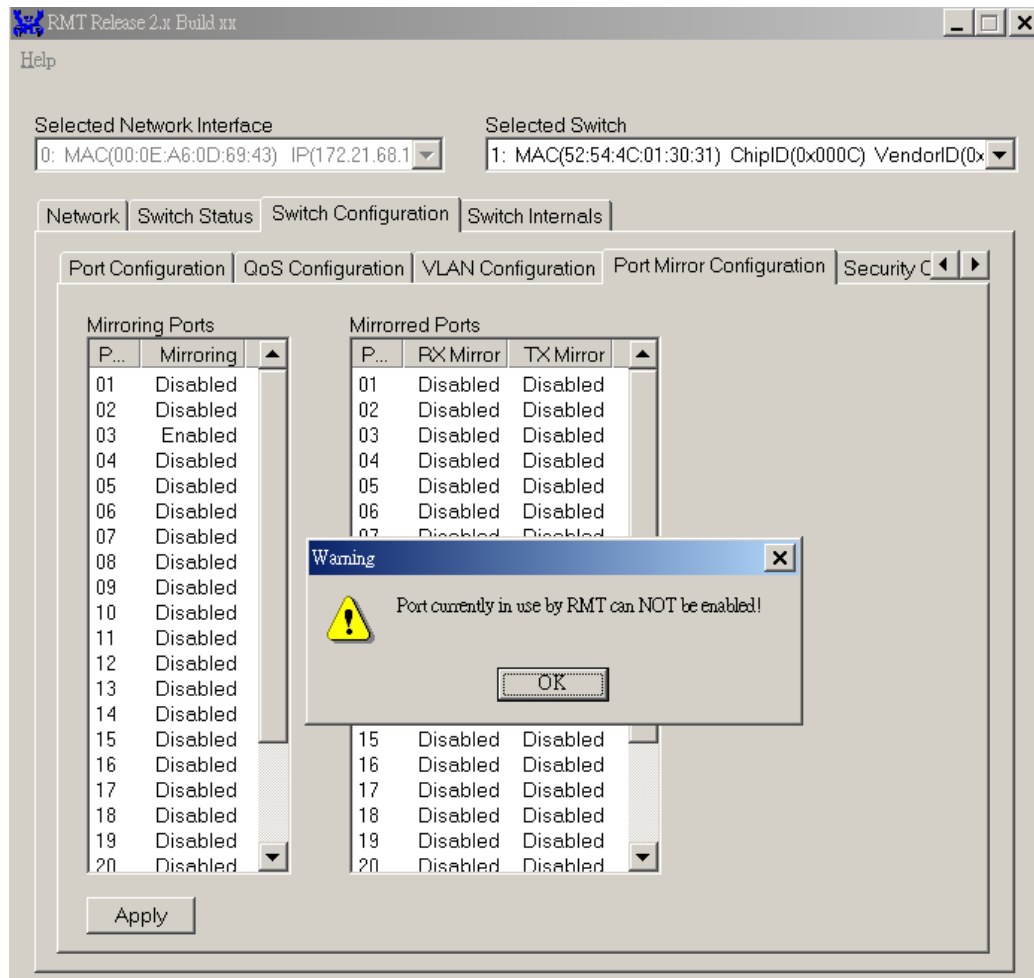 RMT Release 2.x Build xx
Help
Selected Network Interface
Selected Switch
0: MAC(00:0E:A6:0D:69:43) IP(172.21.68.1
1: MAC(52:54:4C:01:30:31) ChipID(0x000C) VendorID(0x
Network
Switch Status
Switch Configuration
Switch Internals
Port Configuration
QoS Configuration
VLAN Configuration
Port Mirror Configuration
Security C
Mirroring Ports
P... Mirroring
01 Disabled
02 Disabled
03 Enabled
04 Disabled
05 Disabled
06 Disabled
07 Disabled
08 Disabled
09 Disabled
10 Disabled
11 Disabled
12 Disabled
13 Disabled
14 Disabled
15 Disabled
16 Disabled
17 Disabled
18 Disabled
19 Disabled
20 Disabled
Mirrorred Ports
P... RX Mirror TX Mirror
01 Disabled Disabled
02 Disabled Disabled
03 Disabled Disabled
04 Disabled Disabled
05 Disabled Disabled
06 Disabled Disabled
07 Disabled Disabled
Warning
Port currently in use by RMT can NOT be enabled!
OK
15 Disabled Disabled
16 Disabled Disabled
17 Disabled Disabled
18 Disabled Disabled
19 Disabled Disabled
20 Disabled Disabled
Apply